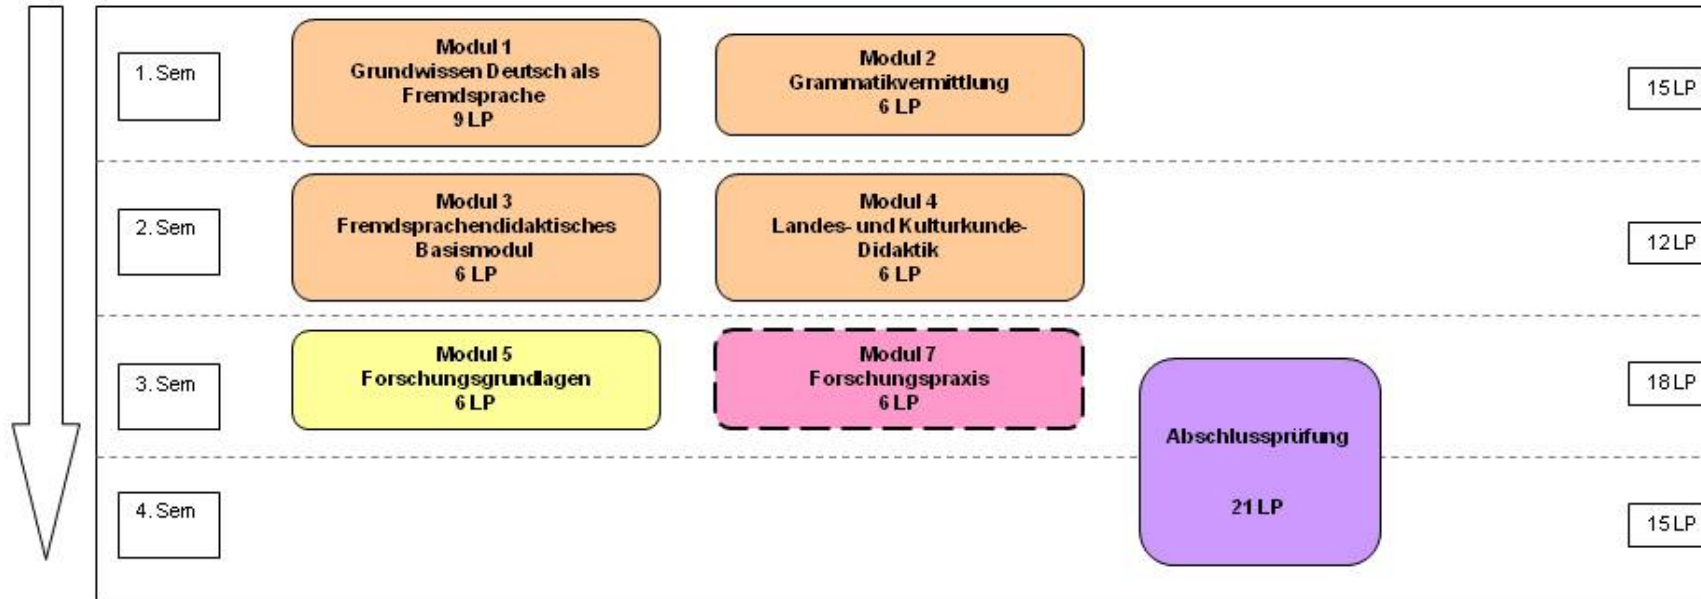 1. Sem
Modul 1
Grundwissen Deutsch als
Fremdsprache
9 LP
Modul 2
Grammatikvermittlung
6 LP
15 LP
2. Sem
Modul 3
Fremdsprachendidaktisches
Basismodul
6 LP
Modul 4
Landes- und Kulturkunde-
Didaktik
6 LP
12 LP
3. Sem
Modul 5
Forschungsgrundlagen
6 LP
Modul 7
Forschungspraxis
6 LP
18 LP
Abschlussprüfung
21 LP
4. Sem
15 LP